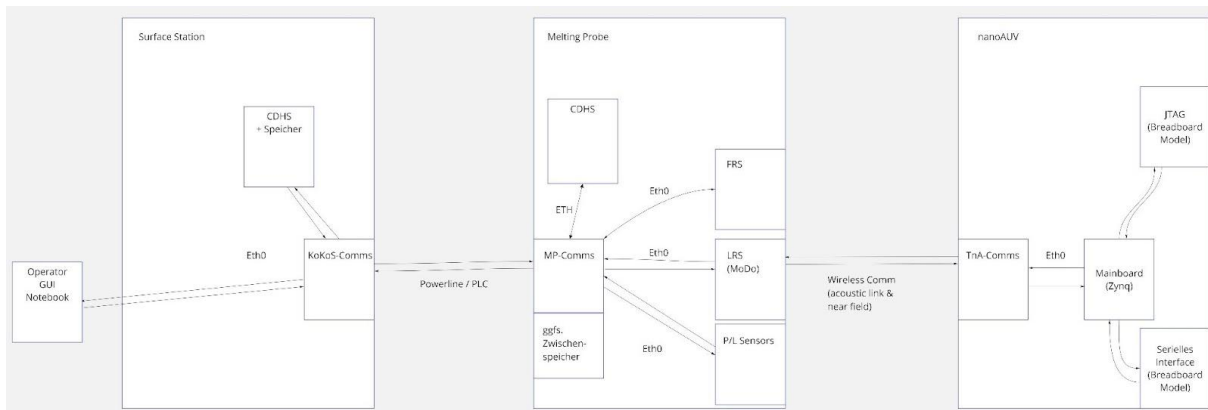 Surface Station
CDHS
+ Speicher
Eth0
KoKoS-Comms
Operator
GUI
Notebook
Powerline / PLC
Melting Probe
CDHS
ETH
Eth0
FRS
MP-Comms
Eth0
LRS
(MoDo)
ggfs.
Zwischen-
speicher
Eth0
P/L Sensors
Wireless Comm
(acoustic link &
near field)
nanoAUV
JTAG
(Breadboard
Model)
TnA-Comms
Eth0
Mainboard
(Zynq)
Serielles
Interface
(Breadboard
Model)